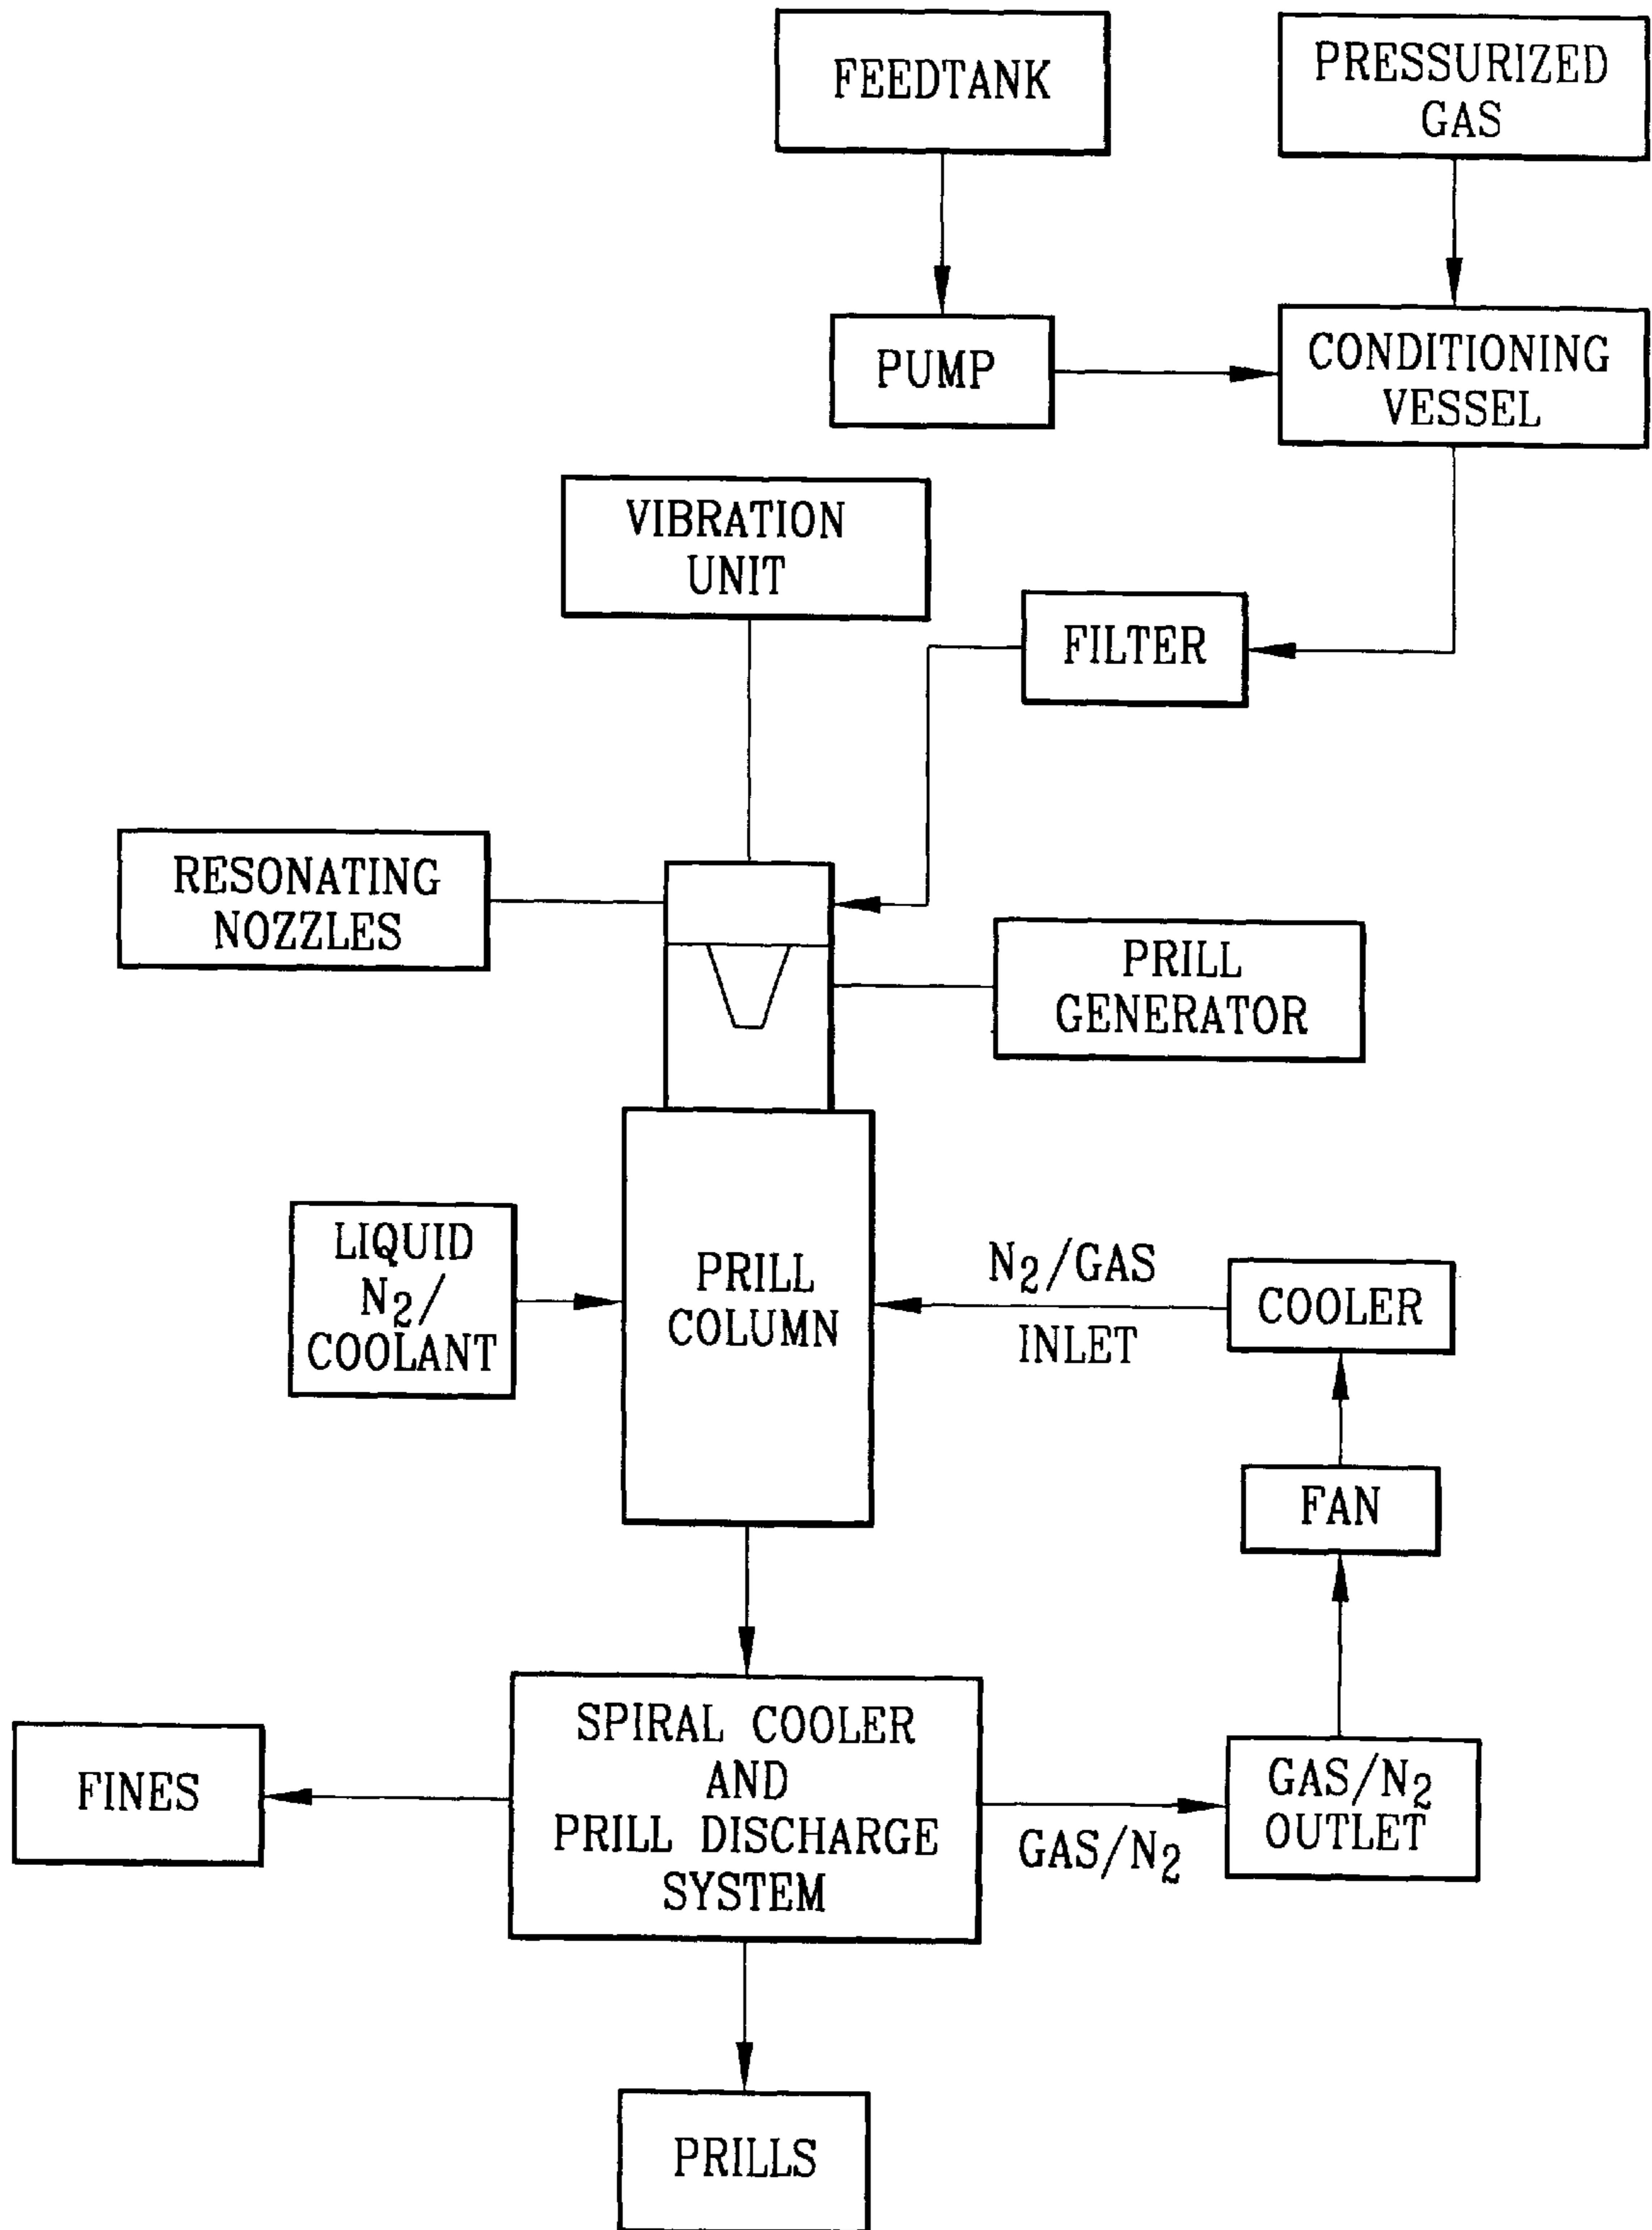 FEEDTANK
PRESSURIZED
GAS
PUMP
CONDITIONING
VESSEL
VIBRATION
UNIT
FILTER
RESONATING
NOZZLES
PRILL
GENERATOR
LIQUID
N2/
COOLANT
PRILL
COLUMN
N2/GAS
INLET
COOLER
FAN
SPIRAL COOLER
AND
PRILL DISCHARGE
SYSTEM
FINES
GAS/N2
GAS/N2
OUTLET
PRILLS